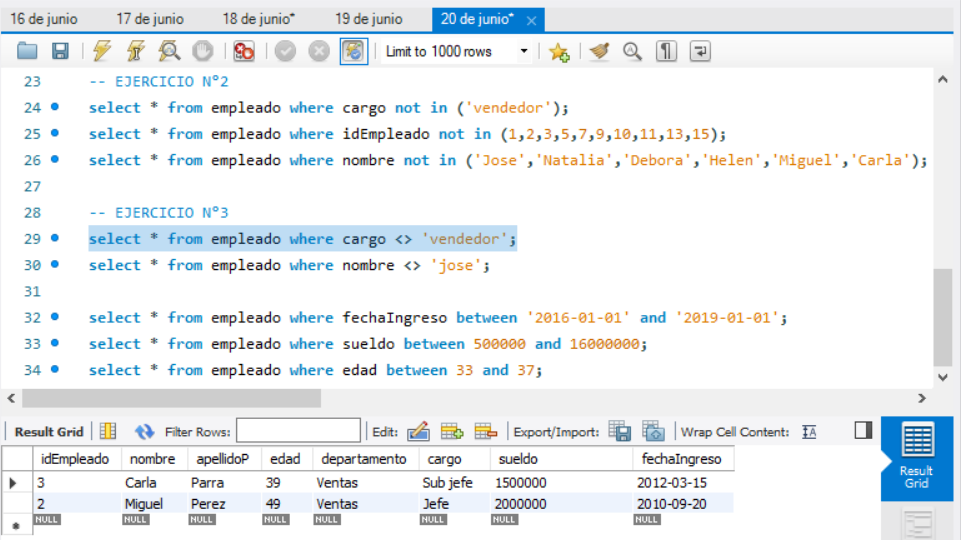 16 de junio 17 de junio 18 de junio* 19 de junio 20 de junio*
Limit to 1000 rows
23 -- EJERCICIO N°2
24 select * from empleado where cargo not in ('vendedor');
25 select * from empleado where idEmpleado not in (1,2,3,5,7,9,10,11,13,15);
26 select * from empleado where nombre not in ('Jose','Natalia','Debora','Helen','Miguel','Carla');
27
28 -- EJERCICIO N°3
29 select * from empleado where cargo <> 'vendedor';
30 select * from empleado where nombre <> 'jose';
31
32 select * from empleado where fechaIngreso between '2016-01-01' and '2019-01-01';
33 select * from empleado where sueldo between 500000 and 16000000;
34 select * from empleado where edad between 33 and 37;
Result Grid Filter Rows: Edit: Export/Import: Wrap Cell Content: IA
idEmpleado nombre apellidoP edad departamento cargo sueldo fechaIngreso
3 Carla Parra 39 Ventas Sub jefe 1500000 2012-03-15
2 Miguel Perez 49 Ventas Jefe 2000000 2010-09-20
NULL NULL NULL NULL NULL NULL NULL NULL
Result
Grid